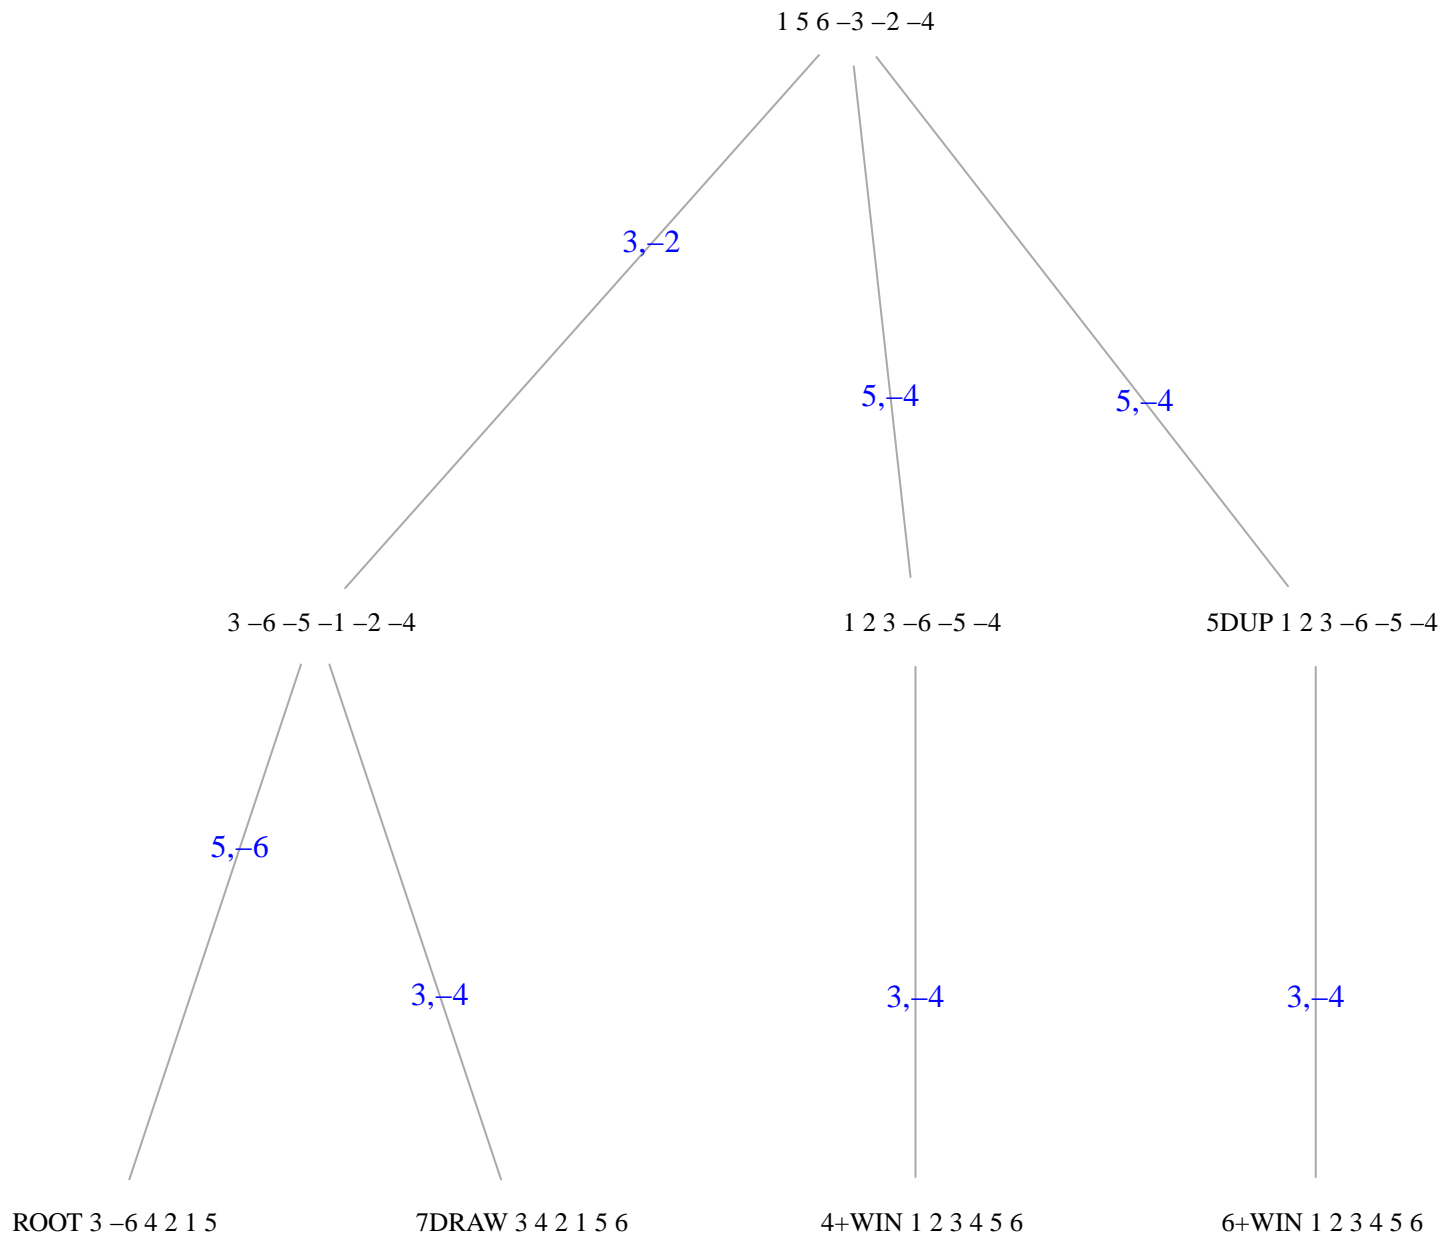 1 5 6 –3 –2 –4
3,–2
5,–4
5,–4
3 –6 –5 –1 –2 –4
1 2 3 –6 –5 –4
5DUP 1 2 3 –6 –5 –4
5,–6
3,–4
3,–4
3,–4
ROOT 3 –6 4 2 1 5
7DRAW 3 4 2 1 5 6
4+WIN 1 2 3 4 5 6
6+WIN 1 2 3 4 5 6